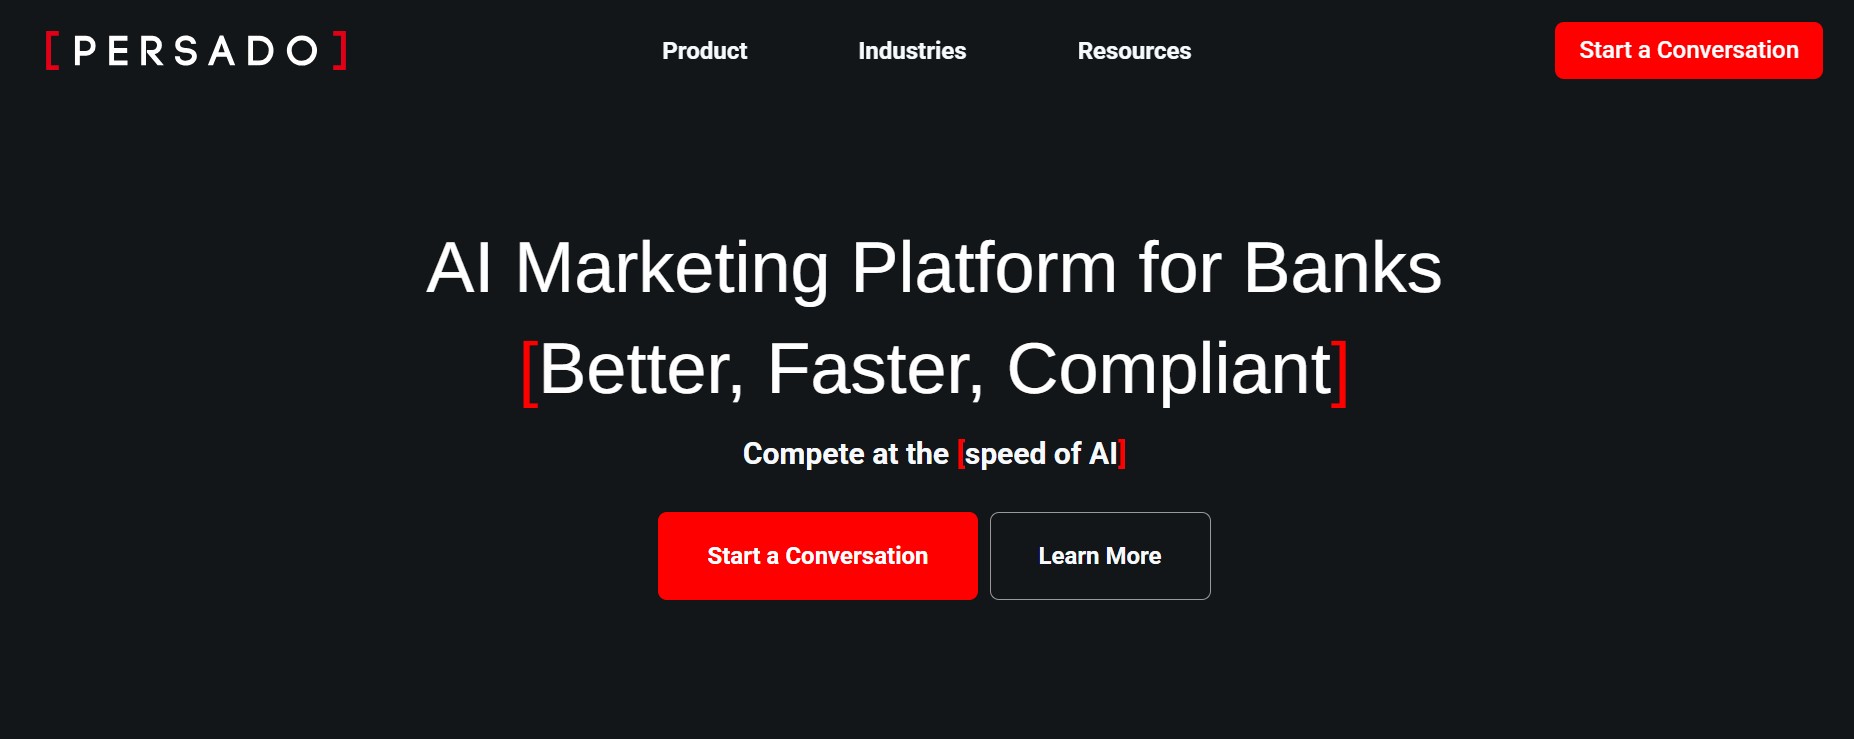 [PERSADO]
Product
Industries
Resources
Start a Conversation
AI Marketing Platform for Banks
[Better, Faster, Compliant]
Compete at the [speed of AI]
Start a Conversation
Learn More